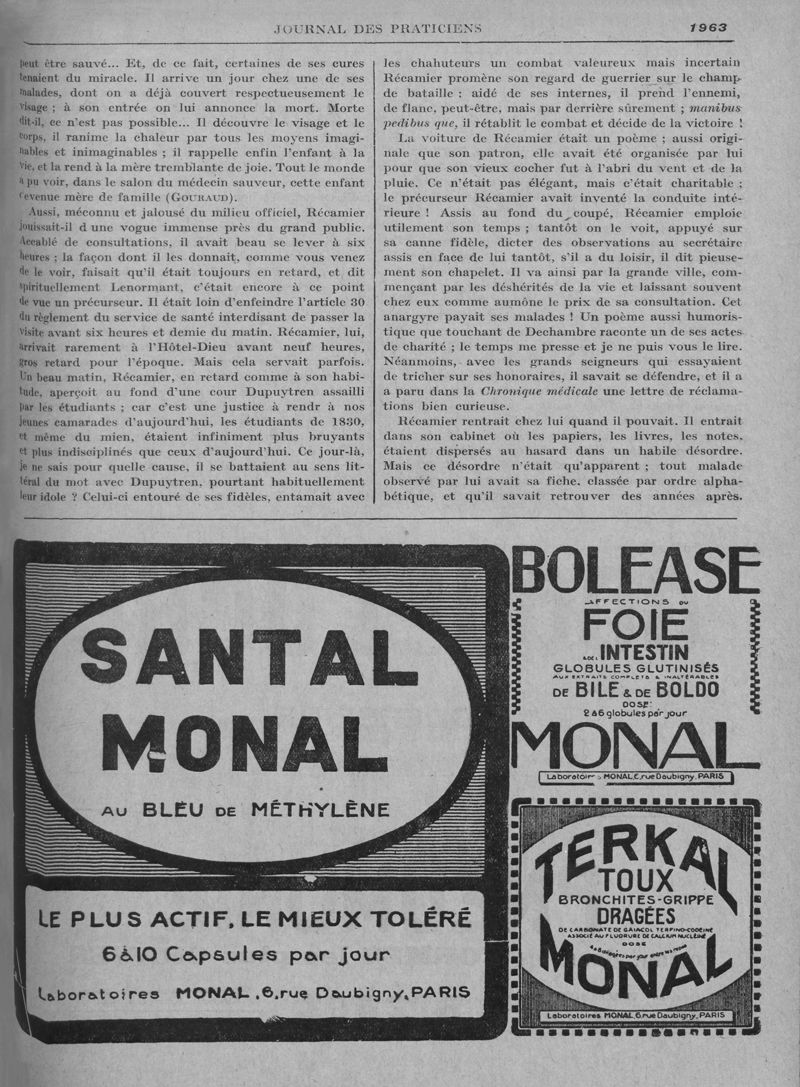 JOURNAL DES PRATICIENS 1963
peut être sauvé... Et, de ce fait, certaines de ses cures
tenaient du miracle. Il arrive un jour chez une de ses
malades, dont on a déjà couvert respectueusement le
visage ; à son entrée on lui annonce la mort. Morte
dit-il, ce n'est pas possible... Il découvre le visage et le
corps, il ranime la chaleur par tous les moyens imagi-
nables et inimaginables ; il rappelle enfin l'enfant à la
vie, et la rend à la mère tremblante de joie. Tout le monde
a pu voir, dans le salon du médecin sauveur, cette enfant
devenue mère de famille (GOURAUD).
Aussi, méconnu et jalousé du milieu officiel, Récamier
jouissait-il d une vogue immense près du grand public.
Accablé de consultations, il avait beau se lever à six
heures ; la façon dont il les donnait, comme vous venez
de le voir, faisait qu'il était toujours en retard, et dit
spirituellement Lenormant, c'était encore à ce point
de vue un précurseur. Il était loin d'enfeindre l'article 30
du règlement du service de santé interdisant de passer la
visite avant six heures et demie du matin. Récamier, lui,
arrivait rarement à l'Hôtel-Dieu avant neuf heures,
gros retard pour l'époque. Mais cela servait parfois.
Un beau matin, Récamier, en retard comme à son habi-
tude, aperçoit au fond d'une cour Dupuytren assailli
par les étudiants ; car c'est une justice à rendr à nos
jeunes camarades d'aujourd'hui, les étudiants de 1830,
et même du mien, étaient infiniment plus bruyants
et plus indisciplinés que ceux d'aujourd'hui. Ce jour-là,
je ne sais pour quelle cause, il se battaient au sens lit-
téral du mot avec Dupuytren, pourtant habituellement
leur idole ? Celui-ci entouré de ses fidèles, entamait avec
les chahuteurs un combat valeureux mais incertain
Récamier promène son regard de guerrier sur le champ
de bataille : aidé de ses internes, il prend l'ennemi,
de flanc, peut-être, mais par derrière sûrement ; manibus
pedibus que, il rétablit le combat et décide de la victoire !
La voiture de Récamier était un poème ; aussi origi-
nale que son patron, elle avait été organisée par lui
pour que son vieux cocher fut à l'abri du vent et de la
pluie. Ce n'était pas élégant, mais c'était charitable ;
le précurseur Récamier avait inventé la conduite inté-
rieure ! Assis au fond du coupé, Récamier emploie
utilement son temps ; tantôt on le voit, appuyé sur
sa canne fidèle, dicter des observations au secrétaire
assis en face de lui tantôt, s'il a du loisir, il dit pieuse-
ment son chapelet. Il va ainsi par la grande ville, com-
mençant par les déshérités de la vie et laissant souvent
chez eux comme aumône le prix de sa consultation. Cet
anargyre payait ses malades ! Un poème aussi humoris-
tique que touchant de Dechambre raconte un de ses actes
de charité ; le temps me presse et je ne puis vous le lire.
Néanmoins, avec les grands seigneurs qui essayaient
de tricher sur ses honoraires, il savait se défendre, et il a
a paru dans la Chronique médicale une lettre de réclama-
tions bien curieuse.
Récamier rentrait chez lui quand il pouvait. Il entrait
dans son cabinet où les papiers, les livres, les notes,
étaient dispersés au hasard dans un habile désordre.
Mais ce désordre n'était qu'apparent ; tout malade
observé par lui avait sa fiche, classée par ordre alpha-
bétique, et qu'il savait retrouver des années après.
SANTAL
MONAL
AU BLEU DE MÉTHYLÈNE
LE PLUS ACTIF, LE MIEUX TOLÉRÉ
6 à 10 Capsules par jour
Laboratoires MONAL, 6, rue Daubigny, PARIS
BOLEASE
AFFECTIONS DU
FOIE
& DE L'INTESTIN
GLOBULES GLUTINISÉS
AUX EXTRAITS COMPLETS & INALTÉRABLES
DE BILE & DE BOLDO
DOSE:
2 à 6 globules par jour
MONAL
Laboratoires MONAL, 6, rue Daubigny, PARIS
TERKAL
TOUX
BRONCHITES-GRIPPE
DRAGÉES
DE CARBONATE DE GAIACOL TERPINO-CODEINÉ
ASSOCIÉ AU FLUORURE DE CALCIUM NUCLÉINÉ
DOSE
MONAL
Laboratoires MONAL, 6, rue Daubigny, PARIS